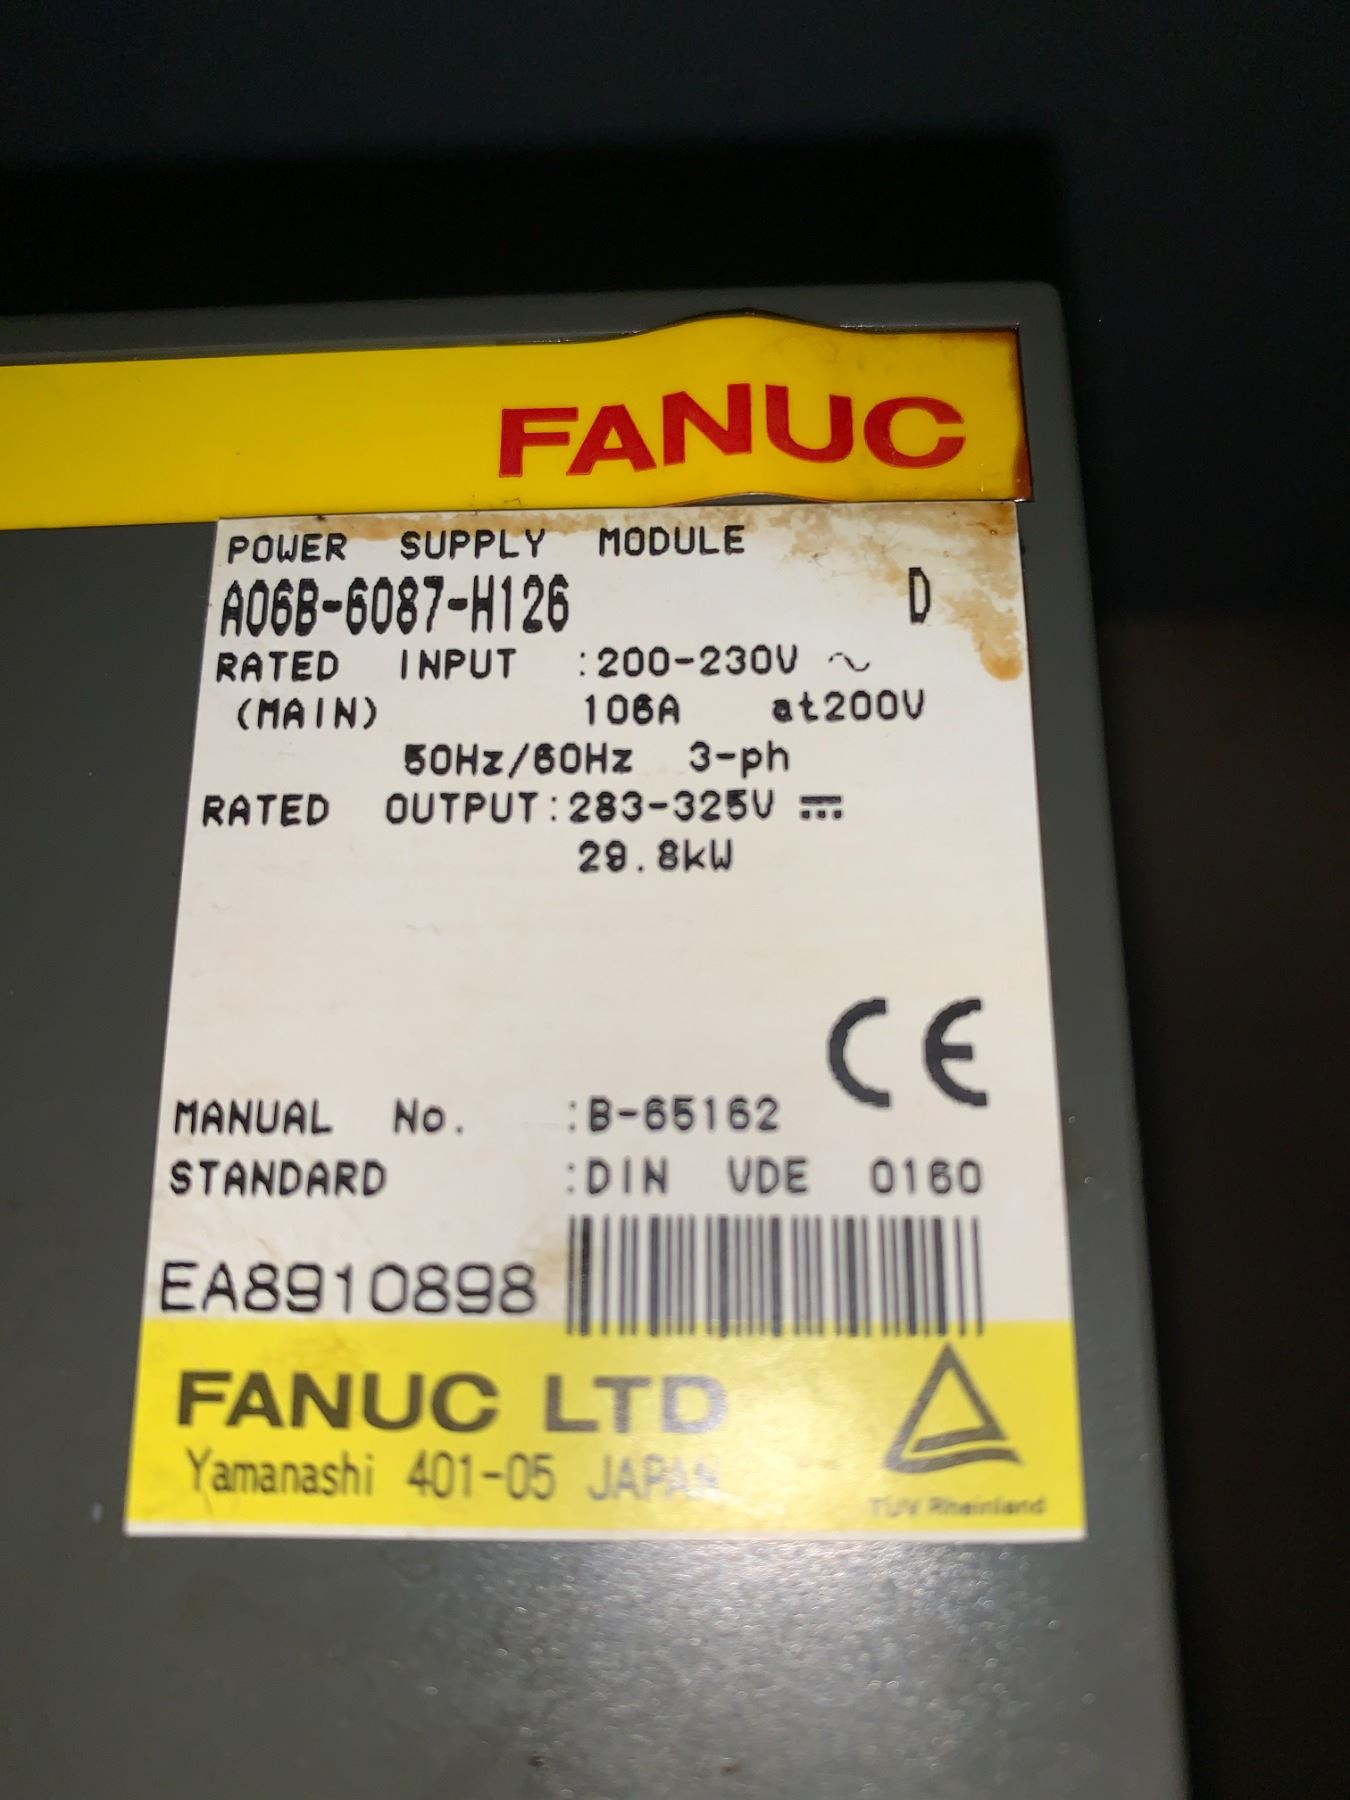 FANUC
POWER SUPPLY MODULE
A06B-6087-H126 D
RATED INPUT :200-230V ~
(MAIN) 106A at200V
50Hz/60Hz 3-ph
RATED OUTPUT:283-325V ⎓
29.8kW
CE
MANUAL No. :B-65162
STANDARD :DIN VDE 0160
EA8910898
FANUC LTD
Yamanashi 401-05 JAPAN
TÜV Rheinland